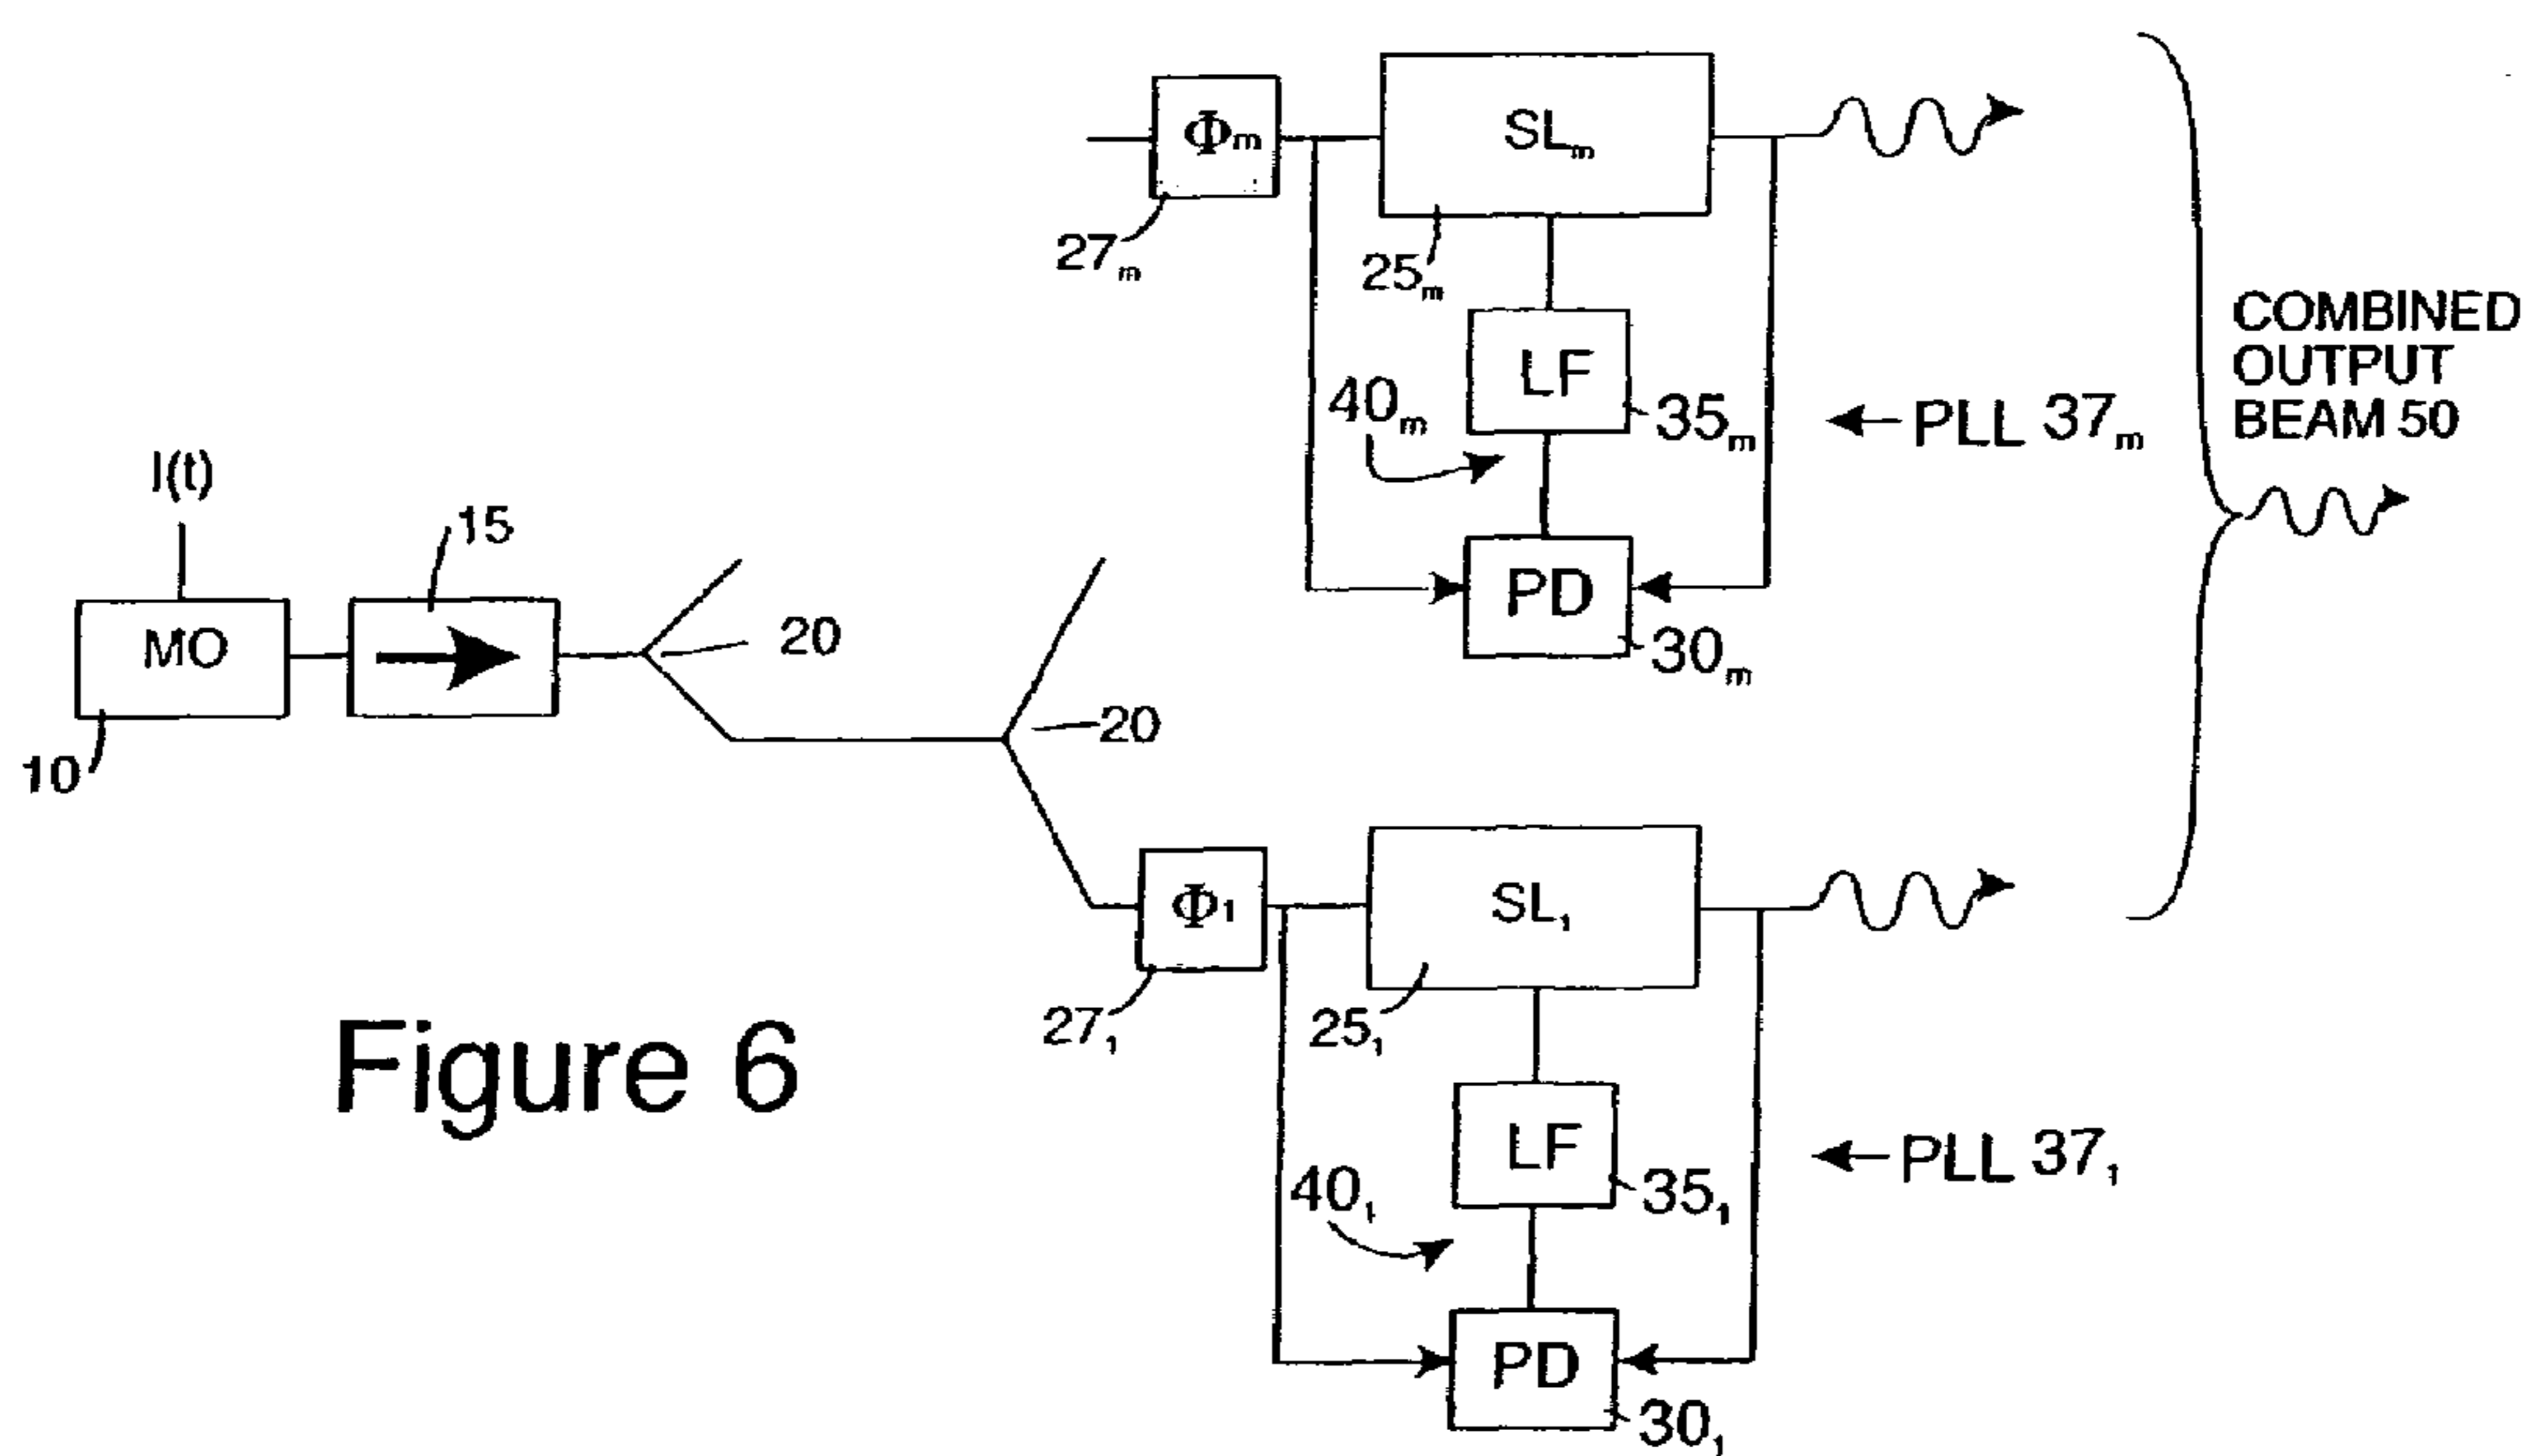 Φm
SLm
27m
25m
LF
40m
35m
PLL 37m
PD
30m
COMBINED
OUTPUT
BEAM 50
I(t)
15
MO
20
10
20
Φ1
SL1
271
251
LF
401
351
PLL 371
PD
301
Figure 6